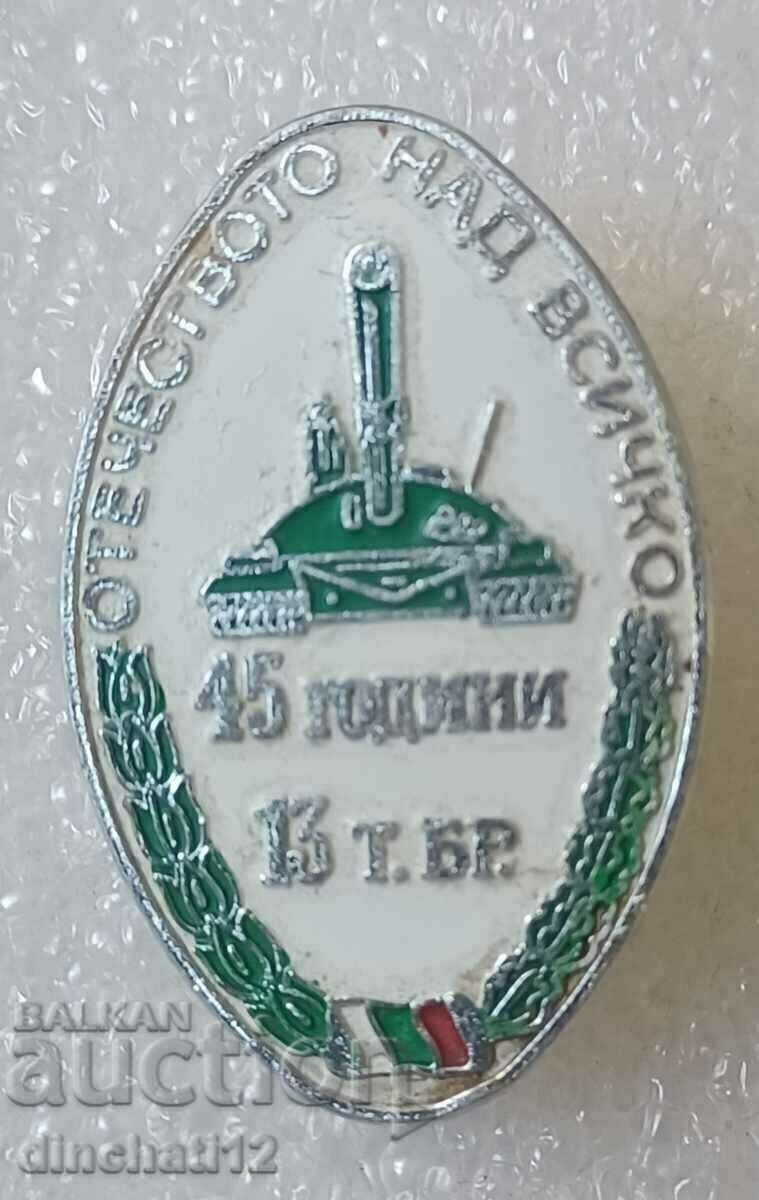 ОТЕЧЕСТВОТО НАД ВСИЧКО
45 ГОДИНИ
13 Т. БР.
BALKAN
auction
dinchati12